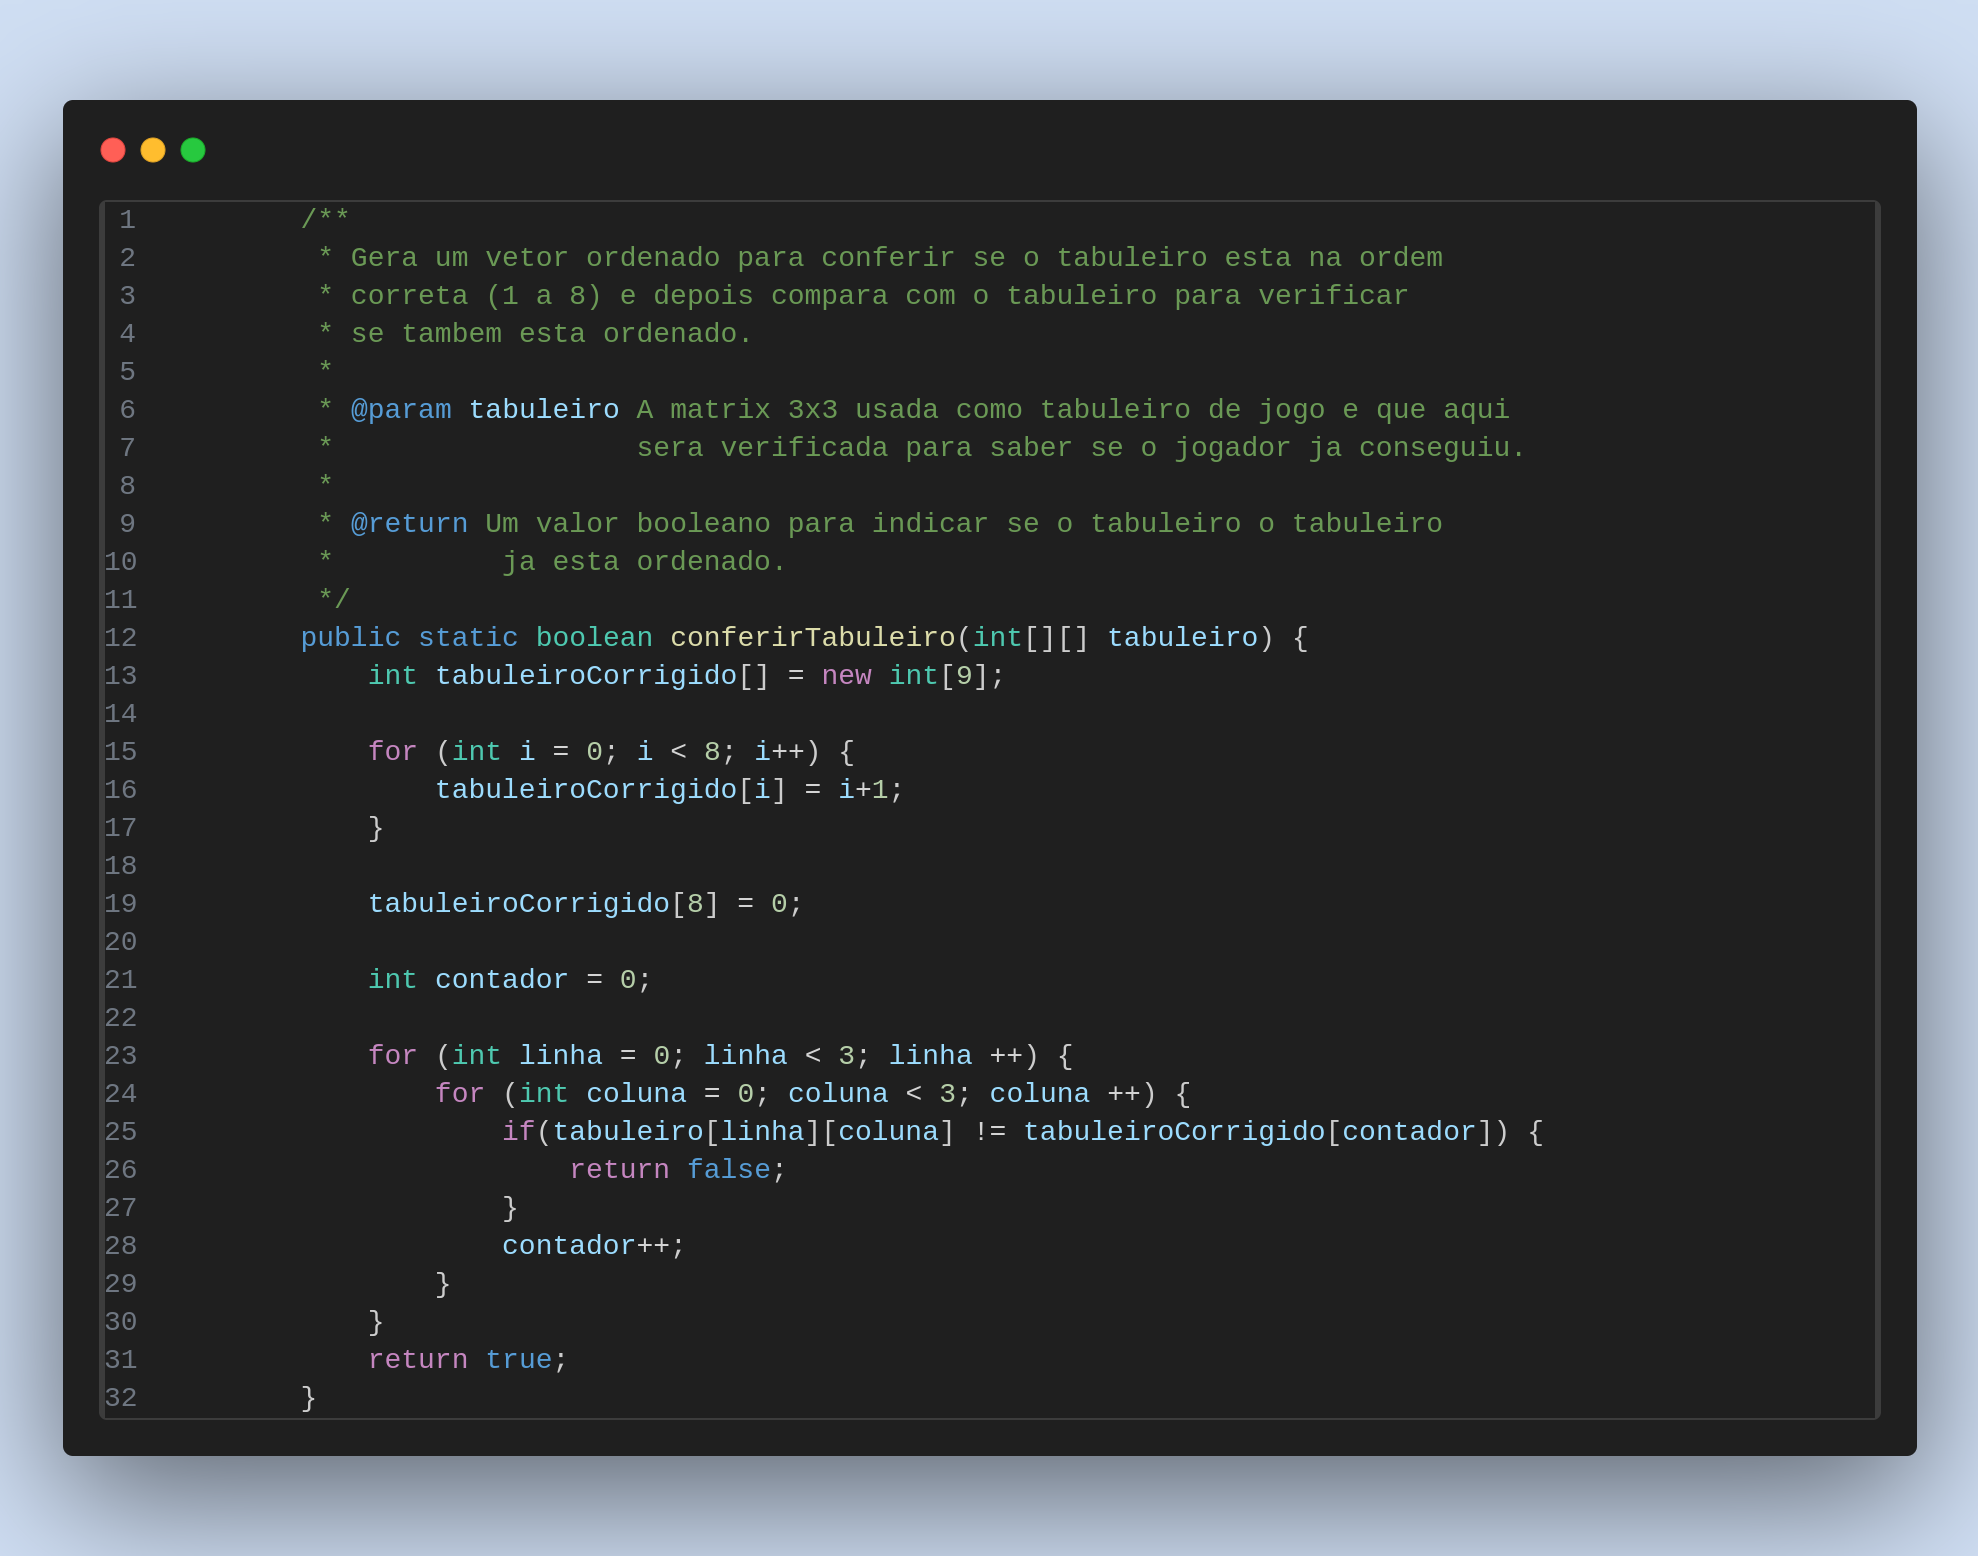 1 /**
2  * Gera um vetor ordenado para conferir se o tabuleiro esta na ordem
3  * correta (1 a 8) e depois compara com o tabuleiro para verificar
4  * se tambem esta ordenado.
5  *
6  * @param tabuleiro A matrix 3x3 usada como tabuleiro de jogo e que aqui
7  *                  sera verificada para saber se o jogador ja conseguiu.
8  *
9  * @return Um valor booleano para indicar se o tabuleiro o tabuleiro
10  *          ja esta ordenado.
11  */
12 public static boolean conferirTabuleiro(int[][] tabuleiro) {
13     int tabuleiroCorrigido[] = new int[9];
14
15     for (int i = 0; i < 8; i++) {
16         tabuleiroCorrigido[i] = i+1;
17     }
18
19     tabuleiroCorrigido[8] = 0;
20
21     int contador = 0;
22
23     for (int linha = 0; linha < 3; linha ++) {
24         for (int coluna = 0; coluna < 3; coluna ++) {
25             if(tabuleiro[linha][coluna] != tabuleiroCorrigido[contador]) {
26                 return false;
27             }
28             contador++;
29         }
30     }
31     return true;
32 }